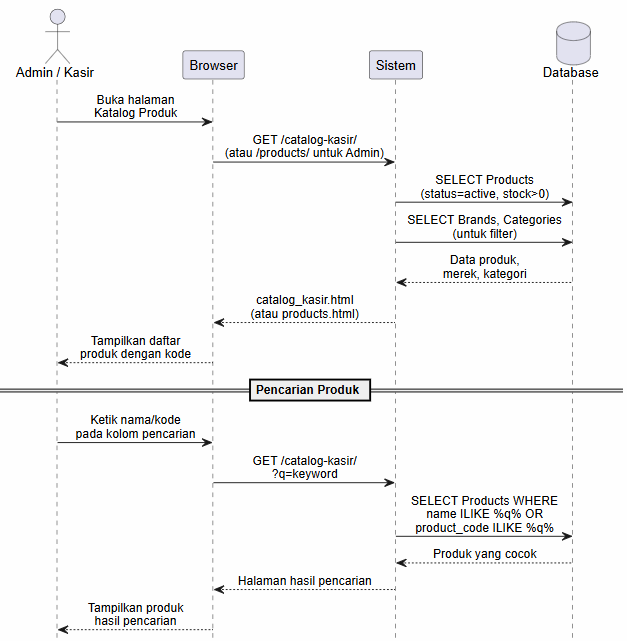 Admin / Kasir
Browser
Sistem
Database
Buka halaman
Katalog Produk
GET /catalog-kasir/
(atau /products/ untuk Admin)
SELECT Products
(status=active, stock>0)
SELECT Brands, Categories
(untuk filter)
Data produk,
merek, kategori
catalog_kasir.html
(atau products.html)
Tampilkan daftar
produk dengan kode
Pencarian Produk
Ketik nama/kode
pada kolom pencarian
GET /catalog-kasir/
?q=keyword
SELECT Products WHERE
name ILIKE %q% OR
product_code ILIKE %q%
Produk yang cocok
Halaman hasil pencarian
Tampilkan produk
hasil pencarian